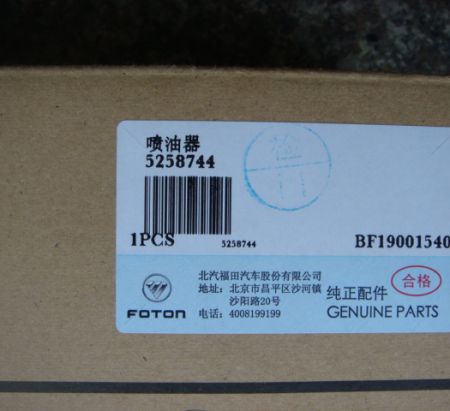 喷油器
5258744
检
11
1PCS
5258744
BF19001540
北汽福田汽车股份有限公司
地址：北京市昌平区沙河镇
沙阳路20号
电话：4008199199
FOTON
合格
纯正配件
GENUINE PARTS